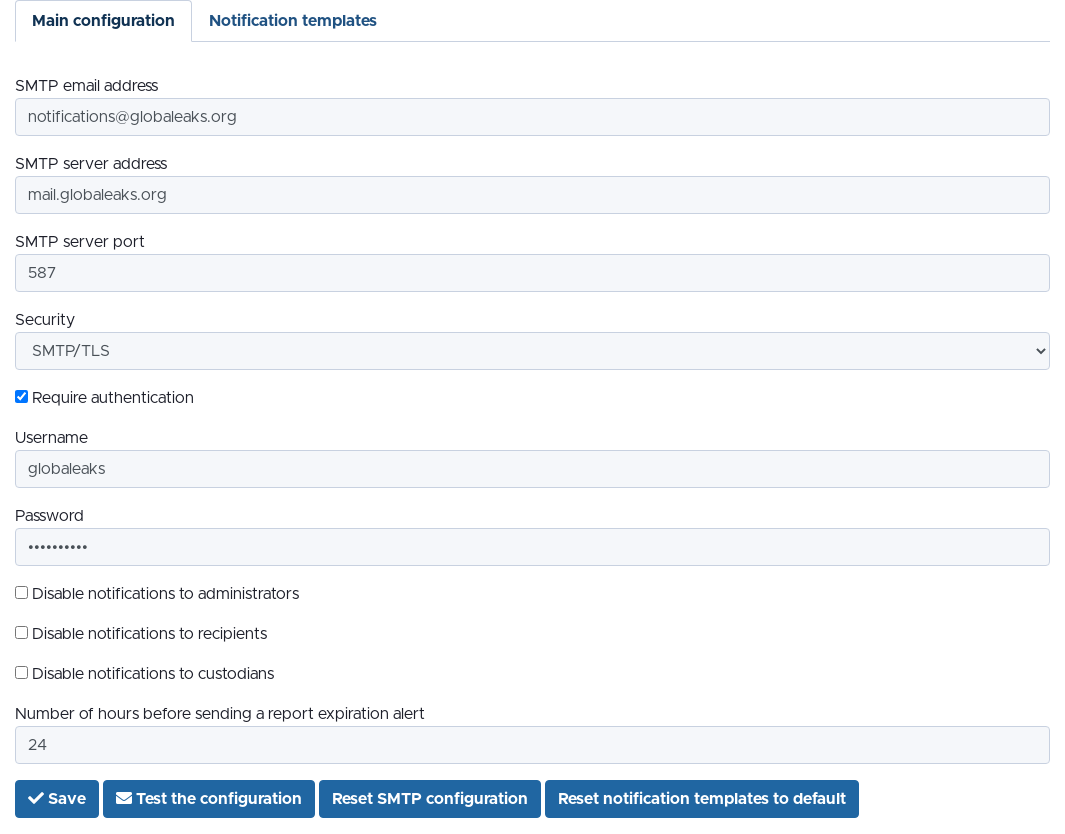 Main configuration Notification templates
SMTP email address
notifications@globaleaks.org
SMTP server address
mail.globaleaks.org
SMTP server port
587
Security
SMTP/TLS
Require authentication
Username
globaleaks
Password
••••••••••
Disable notifications to administrators
Disable notifications to recipients
Disable notifications to custodians
Number of hours before sending a report expiration alert
24
Save Test the configuration Reset SMTP configuration Reset notification templates to default